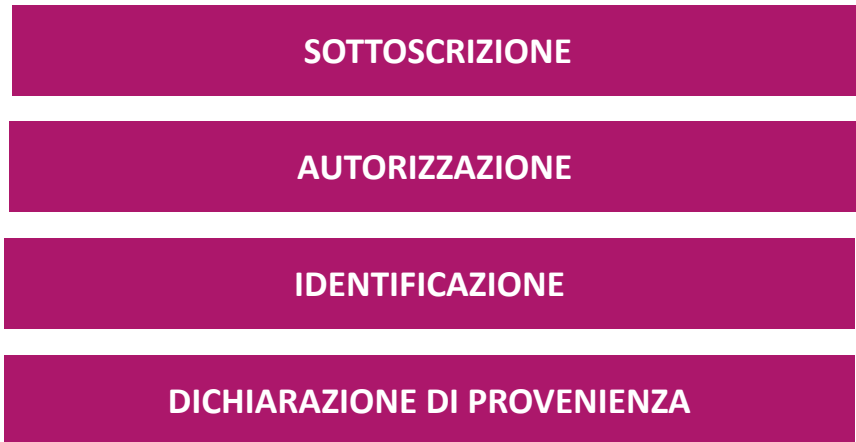 SOTTOSCRIZIONE
AUTORIZZAZIONE
IDENTIFICAZIONE
DICHIARAZIONE DI PROVENIENZA